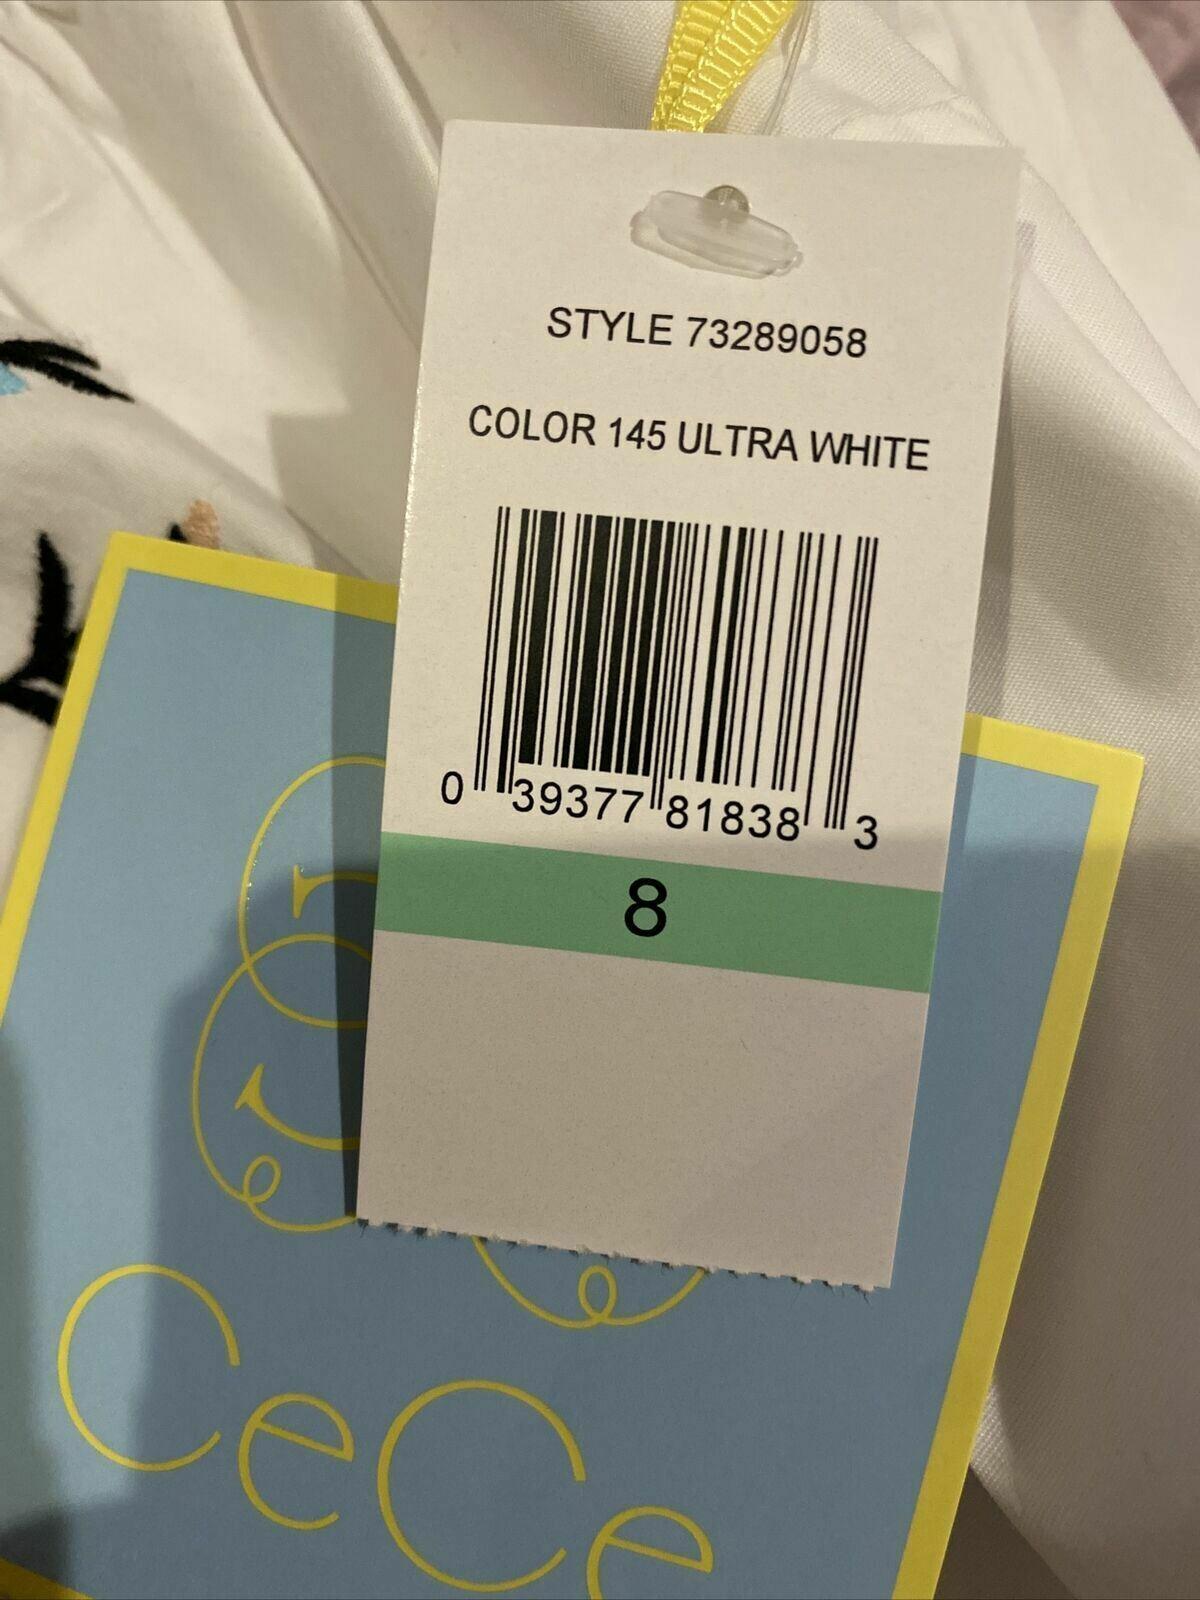 STYLE 73289058
COLOR 145 ULTRA WHITE
0 39377 81838 3
8
CeCe